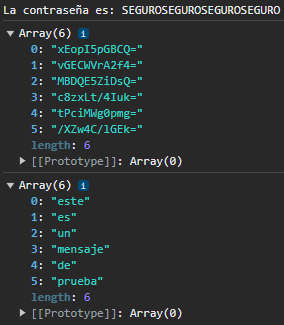 La contraseña es: SEGUROSEGUROSEGUROSEGURO
▼ Array(6) i
0: "xEopI5pGBCQ="
1: "vGECWVrA2f4="
2: "MBDQE5ZiDsQ="
3: "c8zxLt/4Iuk="
4: "tPciMWg0pmg="
5: "/XZw4C/lGEk="
length: 6
▶ [[Prototype]]: Array(0)
▼ Array(6) i
0: "este"
1: "es"
2: "un"
3: "mensaje"
4: "de"
5: "prueba"
length: 6
▶ [[Prototype]]: Array(0)